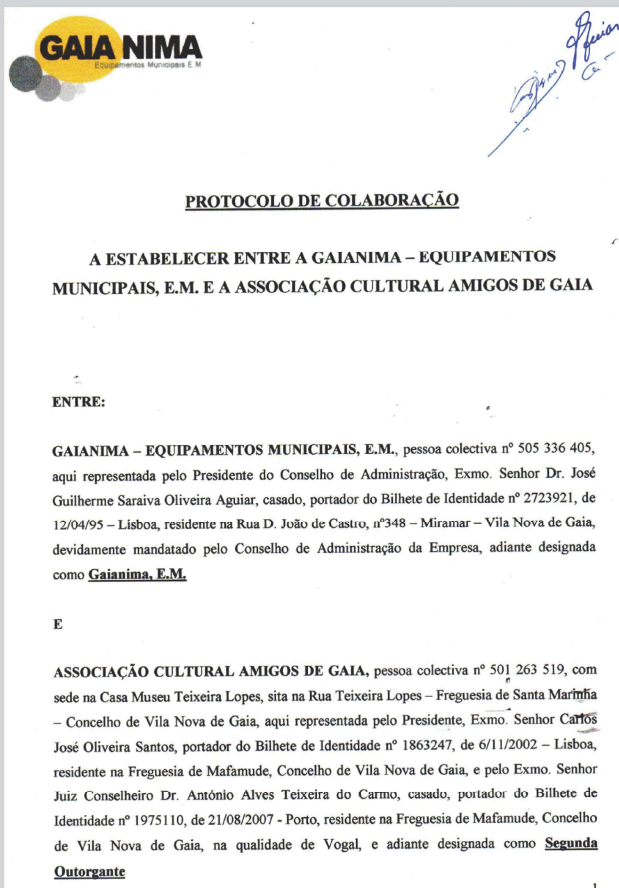 GAIA NIMA
Equipamentos Municipais E.M
PROTOCOLO DE COLABORAÇÃO
A ESTABELECER ENTRE A GAIANIMA – EQUIPAMENTOS
MUNICIPAIS, E.M. E A ASSOCIAÇÃO CULTURAL AMIGOS DE GAIA
ENTRE:
GAIANIMA – EQUIPAMENTOS MUNICIPAIS, E.M., pessoa colectiva nº 505 336 405,
aqui representada pelo Presidente do Conselho de Administração, Exmo. Senhor Dr. José
Guilherme Saraiva Oliveira Aguiar, casado, portador do Bilhete de Identidade nº 2723921, de
12/04/95 – Lisboa, residente na Rua D. João de Castro, nº348 – Miramar – Vila Nova de Gaia,
devidamente mandatado pelo Conselho de Administração da Empresa, adiante designada
como Gaianima, E.M.
E
ASSOCIAÇÃO CULTURAL AMIGOS DE GAIA, pessoa colectiva nº 501 263 519, com
sede na Casa Museu Teixeira Lopes, sita na Rua Teixeira Lopes – Freguesia de Santa Marinha
– Concelho de Vila Nova de Gaia, aqui representada pelo Presidente, Exmo. Senhor Carlos
José Oliveira Santos, portador do Bilhete de Identidade nº 1863247, de 6/11/2002 – Lisboa,
residente na Freguesia de Mafamude, Concelho de Vila Nova de Gaia, e pelo Exmo. Senhor
Juiz Conselheiro Dr. António Alves Teixeira do Carmo, casado, portador do Bilhete de
Identidade nº 1975110, de 21/08/2007 - Porto, residente na Freguesia de Mafamude, Concelho
de Vila Nova de Gaia, na qualidade de Vogal, e adiante designada como Segunda
Outorgante
1